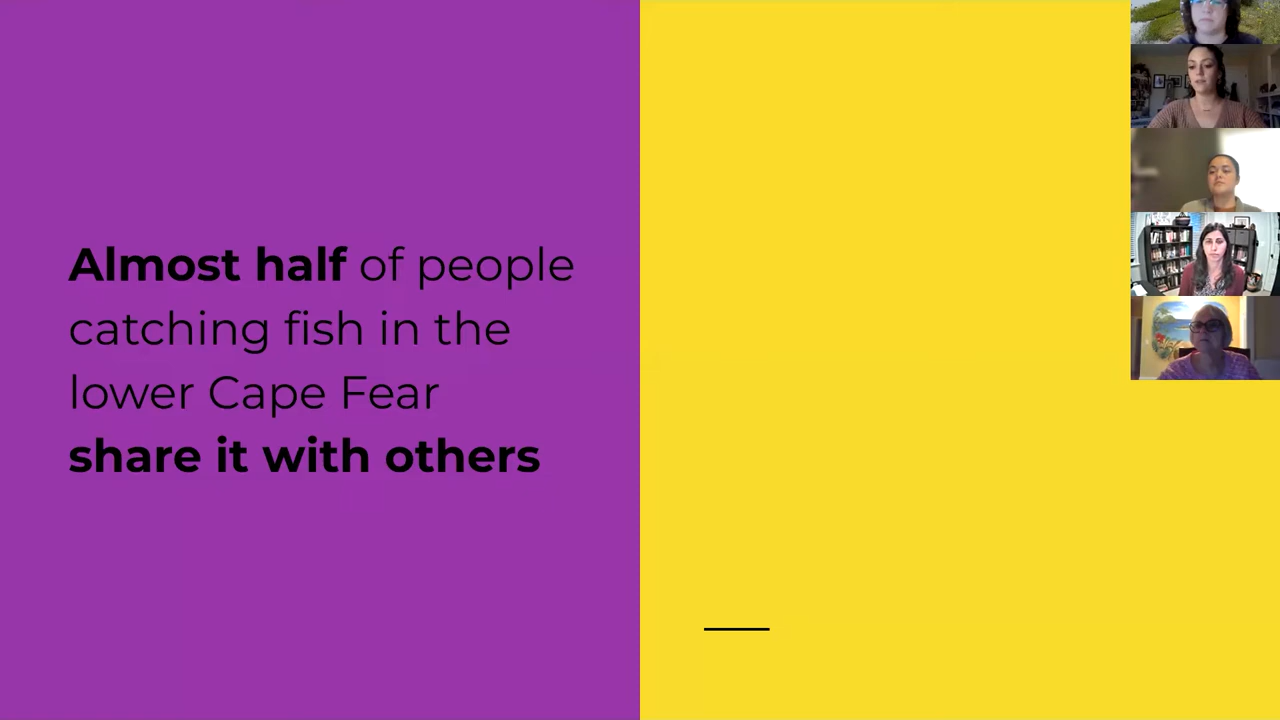 Almost half of people
catching fish in the
lower Cape Fear
share it with others